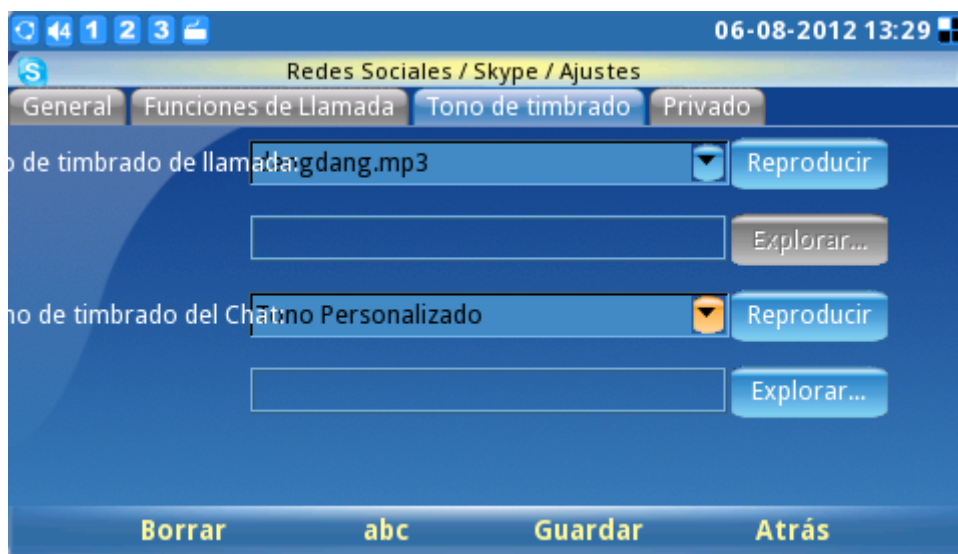 4 1 2 3 06-08-2012 13:29
S Redes Sociales / Skype / Ajustes
General Funciones de Llamada Tono de timbrado Privado
o de timbrado de llamada: dangdang.mp3 Reproducir
Explorar...
no de timbrado del Chat: Tono Personalizado Reproducir
Explorar...
Borrar abc Guardar Atrás